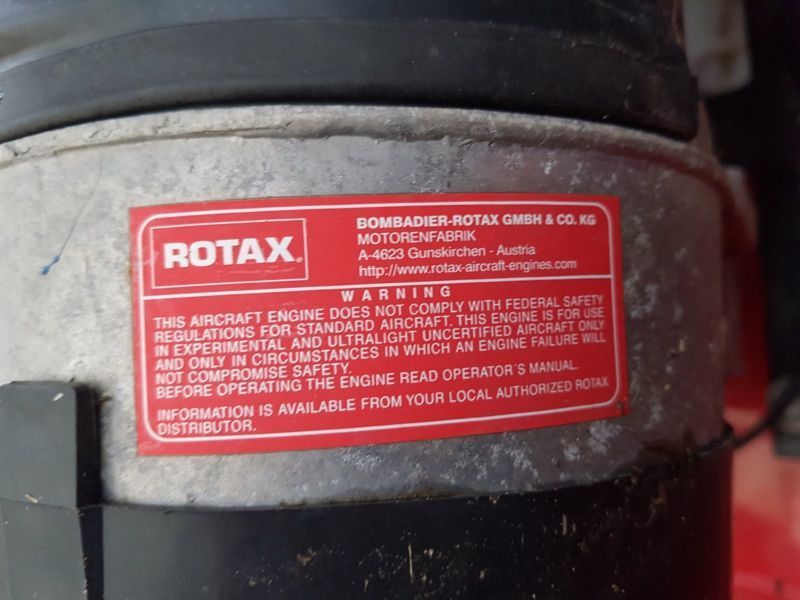 ROTAX®
BOMBADIER-ROTAX GMBH & CO. KG
MOTORENFABRIK
A-4623 Gunskirchen - Austria
http://www.rotax-aircraft-engines.com
WARNING
THIS AIRCRAFT ENGINE DOES NOT COMPLY WITH FEDERAL SAFETY
REGULATIONS FOR STANDARD AIRCRAFT. THIS ENGINE IS FOR USE
IN EXPERIMENTAL AND ULTRALIGHT UNCERTIFIED AIRCRAFT ONLY
AND ONLY IN CIRCUMSTANCES IN WHICH AN ENGINE FAILURE WILL
NOT COMPROMISE SAFETY.
BEFORE OPERATING THE ENGINE READ OPERATOR´S MANUAL.
INFORMATION IS AVAILABLE FROM YOUR LOCAL AUTHORIZED ROTAX
DISTRIBUTOR.